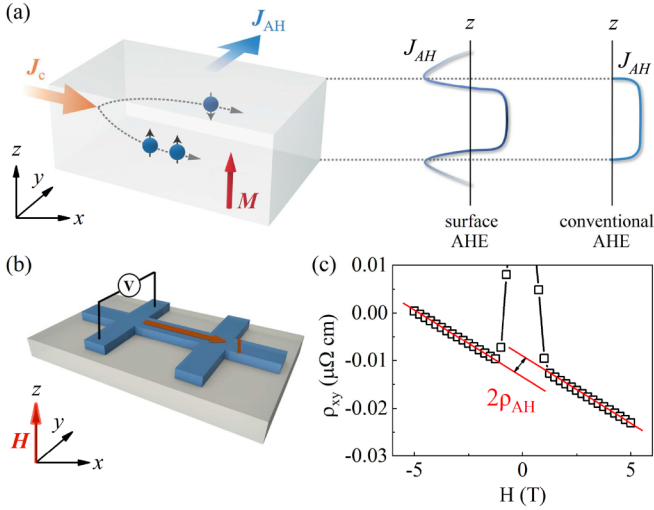 (a)
J_AH
J_c
z
y
x
M
J_AH
z
surface
AHE
J_AH
z
conventional
AHE
(b)
V
z
H
y
x
(c)
0.01
0.00
-0.01
-0.02
-0.03
ρ_xy (μΩ cm)
2ρ_AH
-5
0
5
H (T)